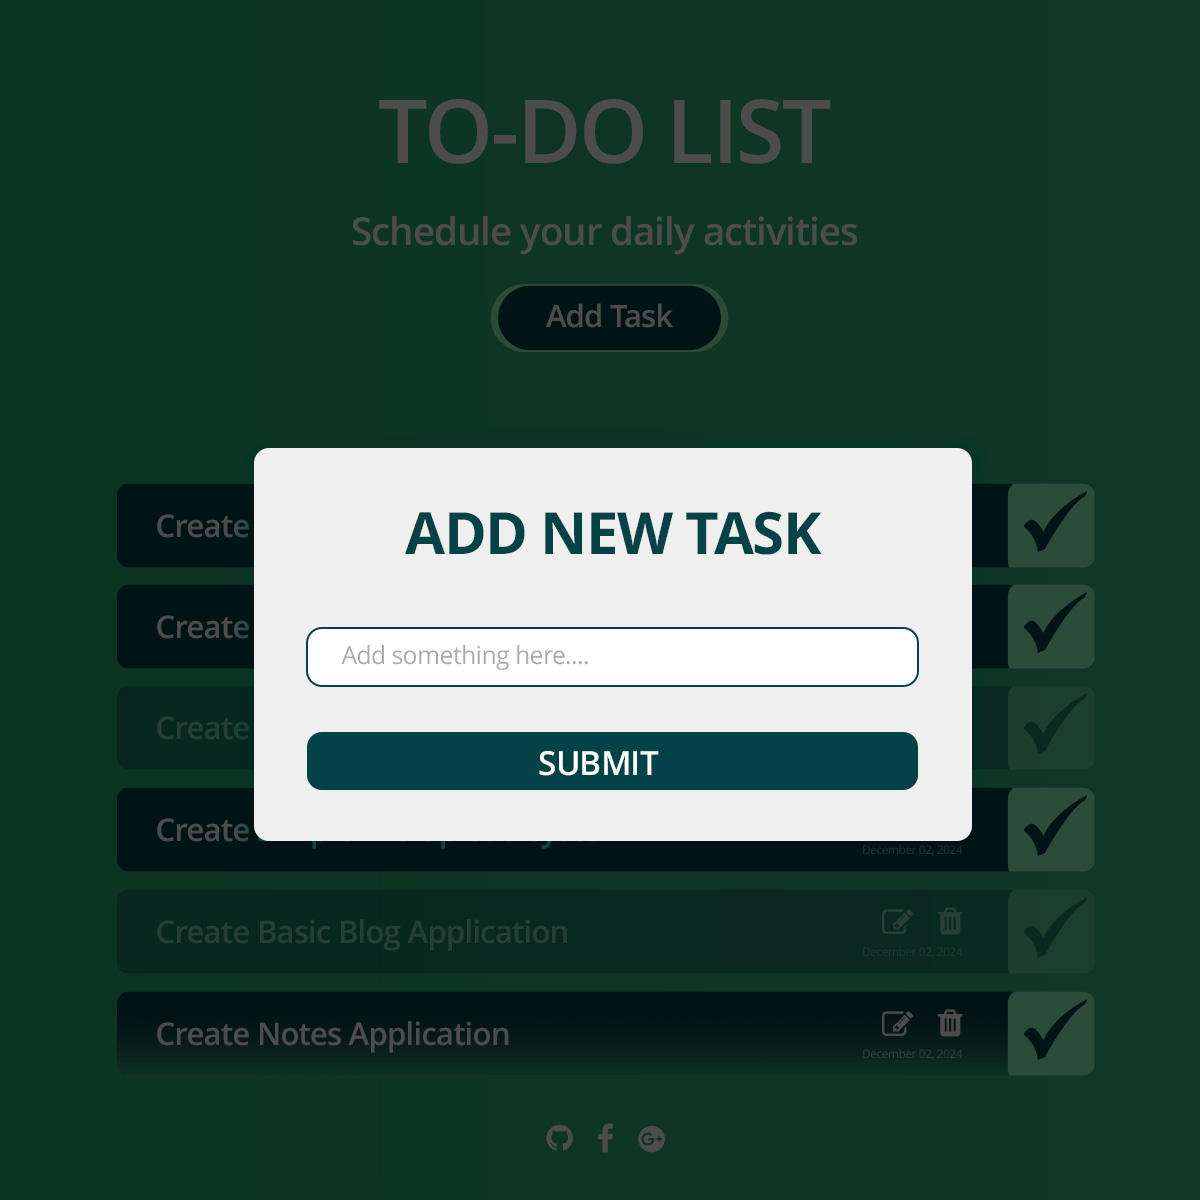 TO-DO LIST
Schedule your daily activities
Add Task
Create
ADD NEW TASK
Create
Add something here....
Create
SUBMIT
Create
December 02, 2024
Create Basic Blog Application
December 02, 2024
Create Notes Application
December 02, 2024